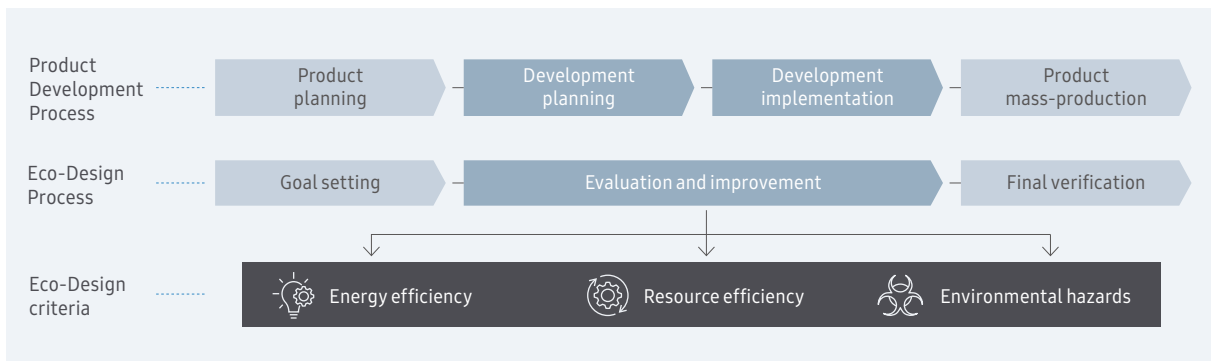 Product
Development
Process
Product
planning
Development
planning
Development
implementation
Product
mass-production
Eco-Design
Process
Goal setting
Evaluation and improvement
Final verification
Eco-Design
criteria
Energy efficiency
Resource efficiency
Environmental hazards